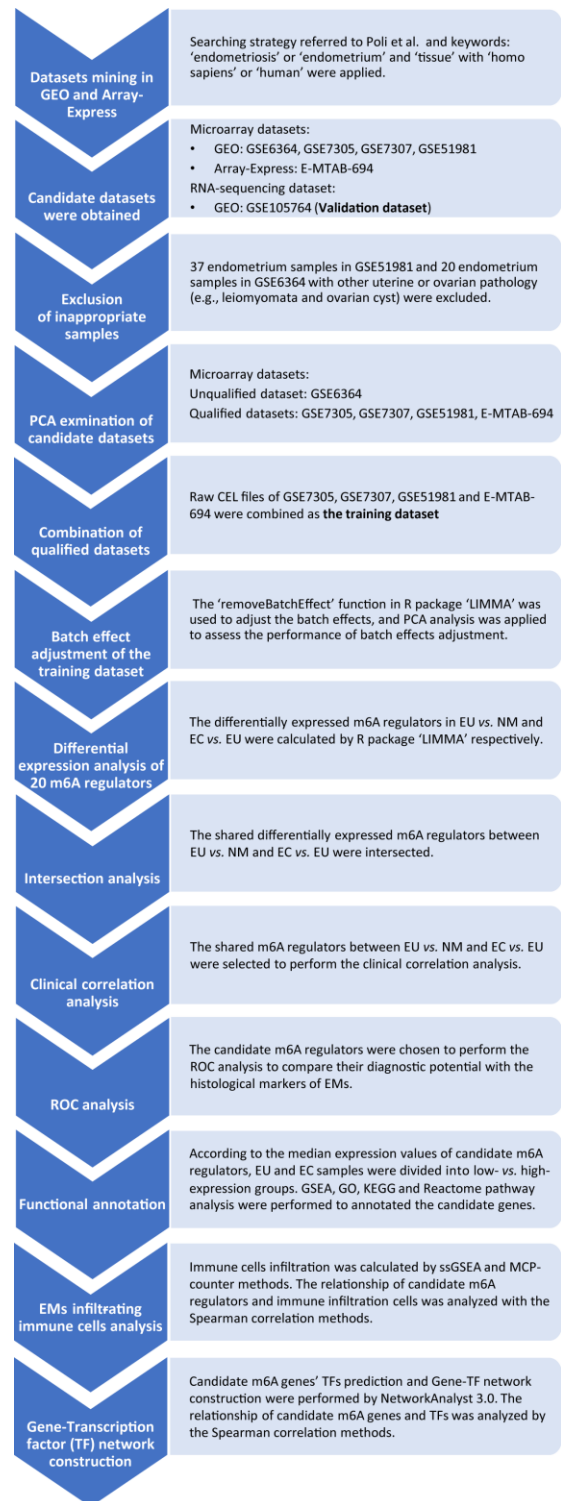 Datasets mining in
GEO and Array-
Express
Searching strategy referred to Poli et al.  and keywords:
‘endometriosis’ or ‘endometrium’ and ‘tissue’ with ‘homo
sapiens’ or ‘human’ were applied.
Candidate datasets
were obtained
Microarray datasets:
• GEO: GSE6364, GSE7305, GSE7307, GSE51981
• Array-Express: E-MTAB-694
RNA-sequencing dataset:
• GEO: GSE105764 (Validation dataset)
Exclusion
of inappropriate
samples
37 endometrium samples in GSE51981 and 20 endometrium
samples in GSE6364 with other uterine or ovarian pathology
(e.g., leiomyomata and ovarian cyst) were excluded.
PCA exmination of
candidate datasets
Microarray datasets:
Unqualified dataset: GSE6364
Qualified datasets: GSE7305, GSE7307, GSE51981, E-MTAB-694
Combination of
qualified datasets
Raw CEL files of GSE7305, GSE7307, GSE51981 and E-MTAB-
694 were combined as the training dataset
Batch effect
adjustment of the
training dataset
The ‘removeBatchEffect’ function in R package ‘LIMMA’ was
used to adjust the batch effects, and PCA analysis was applied
to assess the performance of batch effects adjustment.
Differential
expression analysis of
20 m6A regulators
The differentially expressed m6A regulators in EU vs. NM and
EC vs. EU were calculated by R package ‘LIMMA’ respectively.
Intersection analysis
The shared differentially expressed m6A regulators between
EU vs. NM and EC vs. EU were intersected.
Clinical correlation
analysis
The shared m6A regulators between EU vs. NM and EC vs. EU
were selected to perform the clinical correlation analysis.
ROC analysis
The candidate m6A regulators were chosen to perform the
ROC analysis to compare their diagnostic potential with the
histological markers of EMs.
Functional annotation
According to the median expression values of candidate m6A
regulators, EU and EC samples were divided into low- vs. high-
expression groups. GSEA, GO, KEGG and Reactome pathway
analysis were performed to annotated the candidate genes.
EMs infiltrating
immune cells analysis
Immune cells infiltration was calculated by ssGSEA and MCP-
counter methods. The relationship of candidate m6A
regulators and immune infiltration cells was analyzed with the
Spearman correlation methods.
Gene-Transcription
factor (TF) network
construction
Candidate m6A genes’ TFs prediction and Gene-TF network
construction were performed by NetworkAnalyst 3.0. The
relationship of candidate m6A genes and TFs was analyzed by
the Spearman correlation methods.